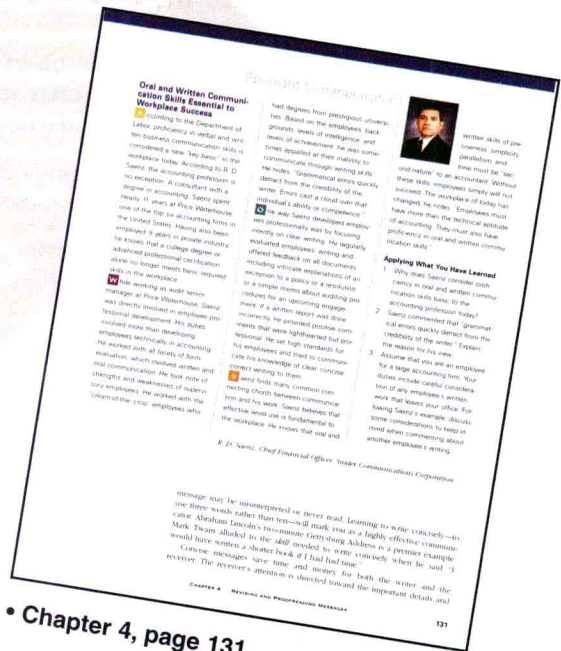 Spotlight Communicator
Oral and Written Communi-
cation Skills Essential to
Workplace Success
According to the Department of
Labor, proficiency in verbal and writ-
ten business communication skills is
considered a new "key basic" in the
workplace today. According to R. D.
Saenz, the accounting profession is
no exception. A consultant with a
degree in accounting, Saenz spent
nearly 11 years at Price Waterhouse,
one of the top six accounting firms in
the United States. Having also been
employed 9 years in private industry,
he knows that a college degree or
advanced professional certification
alone no longer meets basic required
skills in the workplace.
While working as audit senior
manager at Price Waterhouse, Saenz
was directly involved in employee pro-
fessional development. His duties
involved more than developing
employees technically in accounting.
He worked with all facets of form
evaluation, which involved written and
oral communication. He took note of
strengths and weaknesses of supervi-
sory employees. He worked with the
"cream-of-the-crop" employees who
had degrees from prestigious universi-
ties. Based on the employees' back-
grounds, levels of intelligence, and
levels of achievement, he was some-
times appalled at their inability to
communicate through writing skills.
He notes, "Grammatical errors quickly
detract from the credibility of the
writer. Errors cast a cloud over that
individual's ability or competence."
One way Saenz developed employ-
ees professionally was by focusing
intently on clear writing. He regularly
evaluated employees' writing and
offered feedback on all documents
including intricate explanations of an
exception to a policy or a resolution
or a simple memo about auditing pro-
cedures for an upcoming engage-
ment. If a written report was done
incorrectly, he provided positive com-
ments that were lighthearted but pro-
fessional. He set high standards for
his employees and tried to communi-
cate his knowledge of clear, concise,
correct writing to them.
Saenz finds many common con-
necting chords between communica-
tion and his work. Saenz believes that
effective word use is fundamental to
the workplace. He knows that oral and
written skills of pre-
ciseness, simplicity,
parallelism, and
tone must be "sec-
ond nature" to an accountant. Without
these skills, employees simply will not
succeed. The workplace of today has
changed, he notes. "Employees must
have more than the technical aptitude
of accounting. They must also have
proficiency in oral and written commu-
nication skills."
Applying What You Have Learned
1 Why does Saenz consider profi-
ciency in oral and written commu-
nication skills basic to the
accounting profession today?
2 Saenz commented that "grammat-
ical errors quickly detract from the
credibility of the writer." Explain
the reason for his view.
3 Assume that you are an employee
for a large accounting firm. Your
duties include careful considera-
tion of any employee's written
work that leaves your office. Fol-
lowing Saenz's example, discuss
some considerations to keep in
mind when commenting about
another employee's writing.
R. D. Saenz, Chief Financial Officer, Snider Communications Corporation
message may be misinterpreted or never read. Learning to write concisely—to
use three words rather than ten—will mark you as a highly effective communi-
cator. Abraham Lincoln's two-minute Gettysburg Address is a premier example.
Mark Twain alluded to the skill needed to write concisely when he said, "I
would have written a shorter book if I had had time."
Concise messages save time and money for both the writer and the
receiver. The receiver's attention is directed toward the important details and
CHAPTER 4 REVISING AND PROOFREADING MESSAGES
131
• Chapter 4, page 131